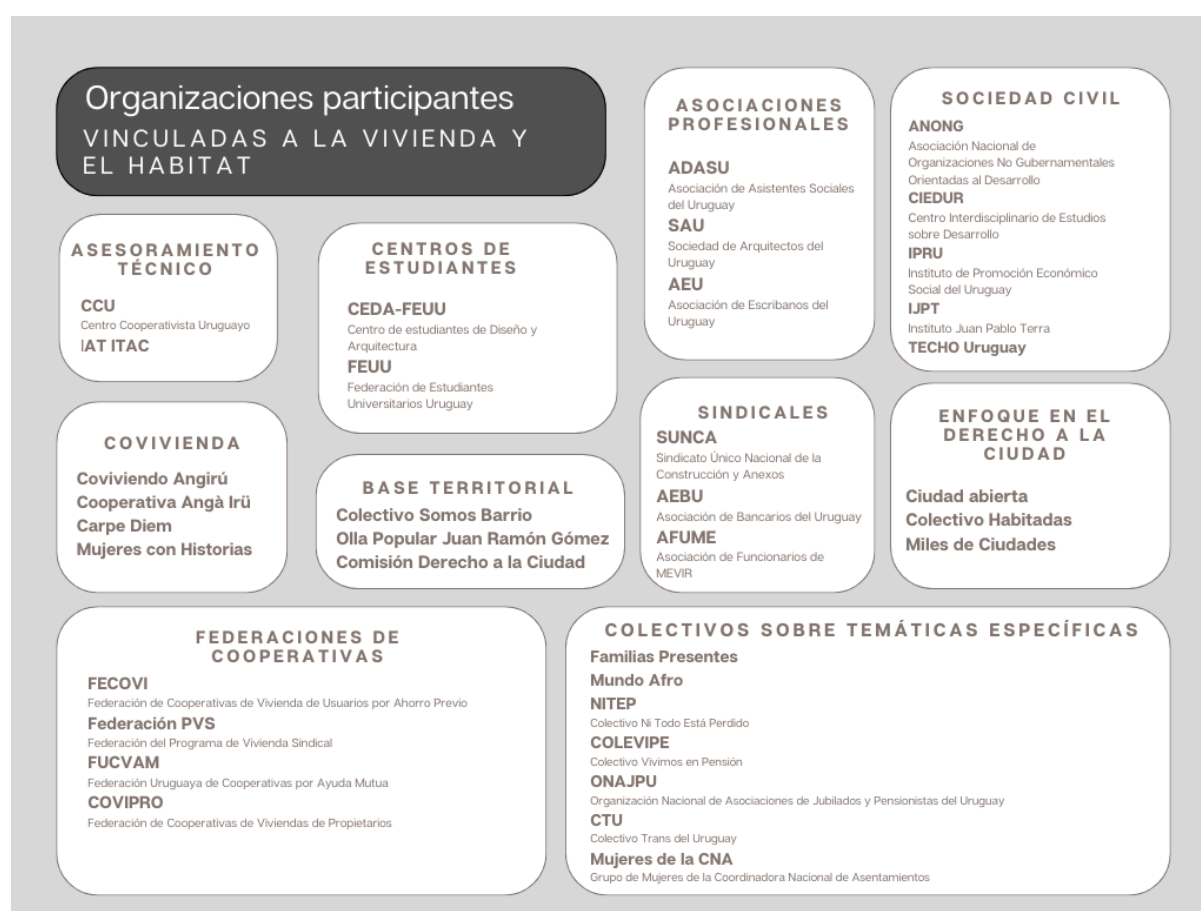 Organizaciones participantes
VINCULADAS A LA VIVIENDA Y
EL HABITAT
ASOCIACIONES
PROFESIONALES
ADASU
Asociación de Asistentes Sociales
del Uruguay
SAU
Sociedad de Arquitectos del
Uruguay
AEU
Asociación de Escribanos del
Uruguay
SOCIEDAD CIVIL
ANONG
Asociación Nacional de
Organizaciones No Gubernamentales
Orientadas al Desarrollo
CIEDUR
Centro Interdisciplinario de Estudios
sobre Desarrollo
IPRU
Instituto de Promoción Económico
Social del Uruguay
IJPT
Instituto Juan Pablo Terra
TECHO Uruguay
ASESORAMIENTO
TÉCNICO
CCU
Centro Cooperativista Uruguayo
IAT ITAC
CENTROS DE
ESTUDIANTES
CEDA-FEUU
Centro de estudiantes de Diseño y
Arquitectura
FEUU
Federación de Estudiantes
Universitarios Uruguay
COVIVIENDA
Coviviendo Angirú
Cooperativa Angà Irü
Carpe Diem
Mujeres con Historias
BASE TERRITORIAL
Colectivo Somos Barrio
Olla Popular Juan Ramón Gómez
Comisión Derecho a la Ciudad
SINDICALES
SUNCA
Sindicato Único Nacional de la
Construcción y Anexos
AEBU
Asociación de Bancarios del Uruguay
AFUME
Asociación de Funcionarios de
MEVIR
ENFOQUE EN EL
DERECHO A LA
CIUDAD
Ciudad abierta
Colectivo Habitadas
Miles de Ciudades
FEDERACIONES DE
COOPERATIVAS
FECOVI
Federación de Cooperativas de Vivienda de Usuarios por Ahorro Previo
Federación PVS
Federación del Programa de Vivienda Sindical
FUCVAM
Federación Uruguaya de Cooperativas por Ayuda Mutua
COVIPRO
Federación de Cooperativas de Viviendas de Propietarios
COLECTIVOS SOBRE TEMÁTICAS ESPECÍFICAS
Familias Presentes
Mundo Afro
NITEP
Colectivo Ni Todo Está Perdido
COLEVIPE
Colectivo Vivimos en Pensión
ONAJPU
Organización Nacional de Asociaciones de Jubilados y Pensionistas del Uruguay
CTU
Colectivo Trans del Uruguay
Mujeres de la CNA
Grupo de Mujeres de la Coordinadora Nacional de Asentamientos